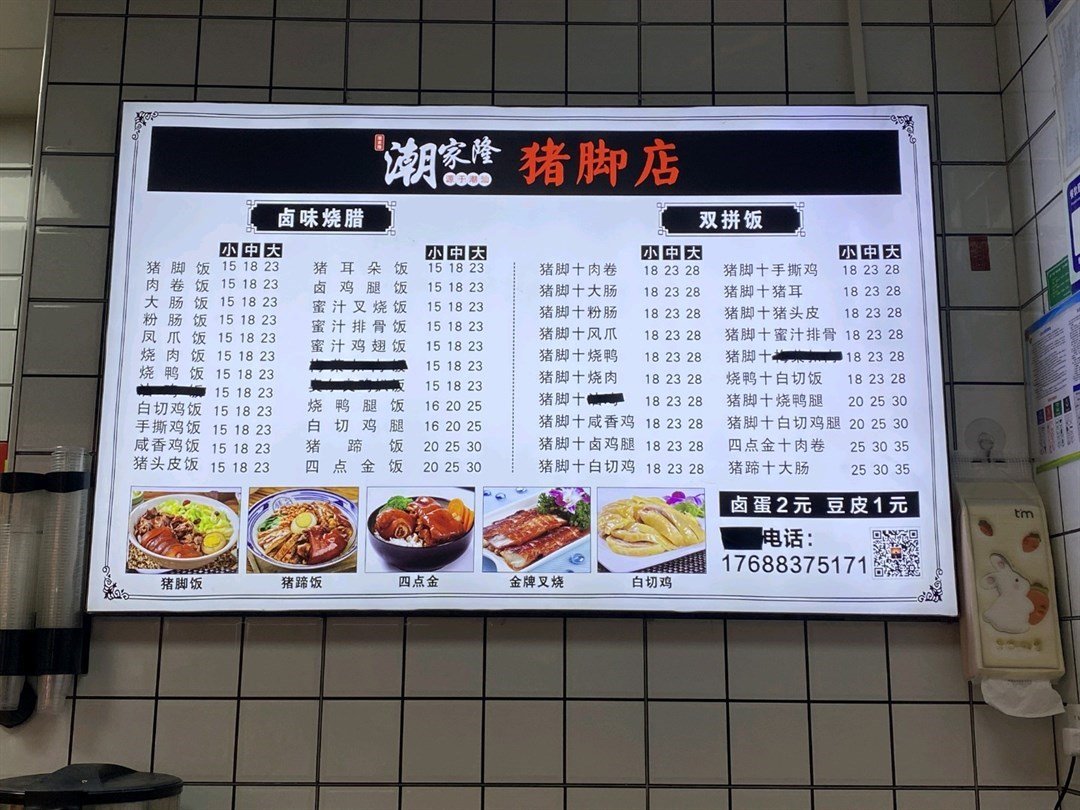 潮家隆 猪脚店
源于潮汕
卤味烧腊
小 中 大
猪脚饭 15 18 23
肉卷饭 15 18 23
大肠饭 15 18 23
粉肠饭 15 18 23
凤爪饭 15 18 23
烧肉饭 15 18 23
烧鸭饭 15 18 23
15 18 23
白切鸡饭 15 18 23
手撕鸡饭 15 18 23
咸香鸡饭 15 18 23
猪头皮饭 15 18 23
小 中 大
猪耳朵饭 15 18 23
卤鸡腿饭 15 18 23
蜜汁叉烧饭 15 18 23
蜜汁排骨饭 15 18 23
蜜汁鸡翅饭 15 18 23
15 18 23
15 18 23
烧鸭腿饭 16 20 25
白切鸡腿 16 20 25
猪蹄饭 20 25 30
四点金饭 20 25 30
双拼饭
小 中 大
猪脚十肉卷 18 23 28
猪脚十大肠 18 23 28
猪脚十粉肠 18 23 28
猪脚十风爪 18 23 28
猪脚十烧鸭 18 23 28
猪脚十烧肉 18 23 28
猪脚十 18 23 28
猪脚十咸香鸡 18 23 28
猪脚十卤鸡腿 18 23 28
猪脚十白切鸡 18 23 28
小 中 大
猪脚十手撕鸡 18 23 28
猪脚十猪耳 18 23 28
猪脚十猪头皮 18 23 28
猪脚十蜜汁排骨 18 23 28
猪脚十 18 23 28
烧鸭十白切饭 18 23 28
猪脚十烧鸭腿 20 25 30
猪脚十白切鸡腿 20 25 30
四点金十肉卷 25 30 35
猪蹄十大肠 25 30 35
卤蛋2元 豆皮1元
电话：
17688375171
猪脚饭
猪蹄饭
四点金
金牌叉烧
白切鸡